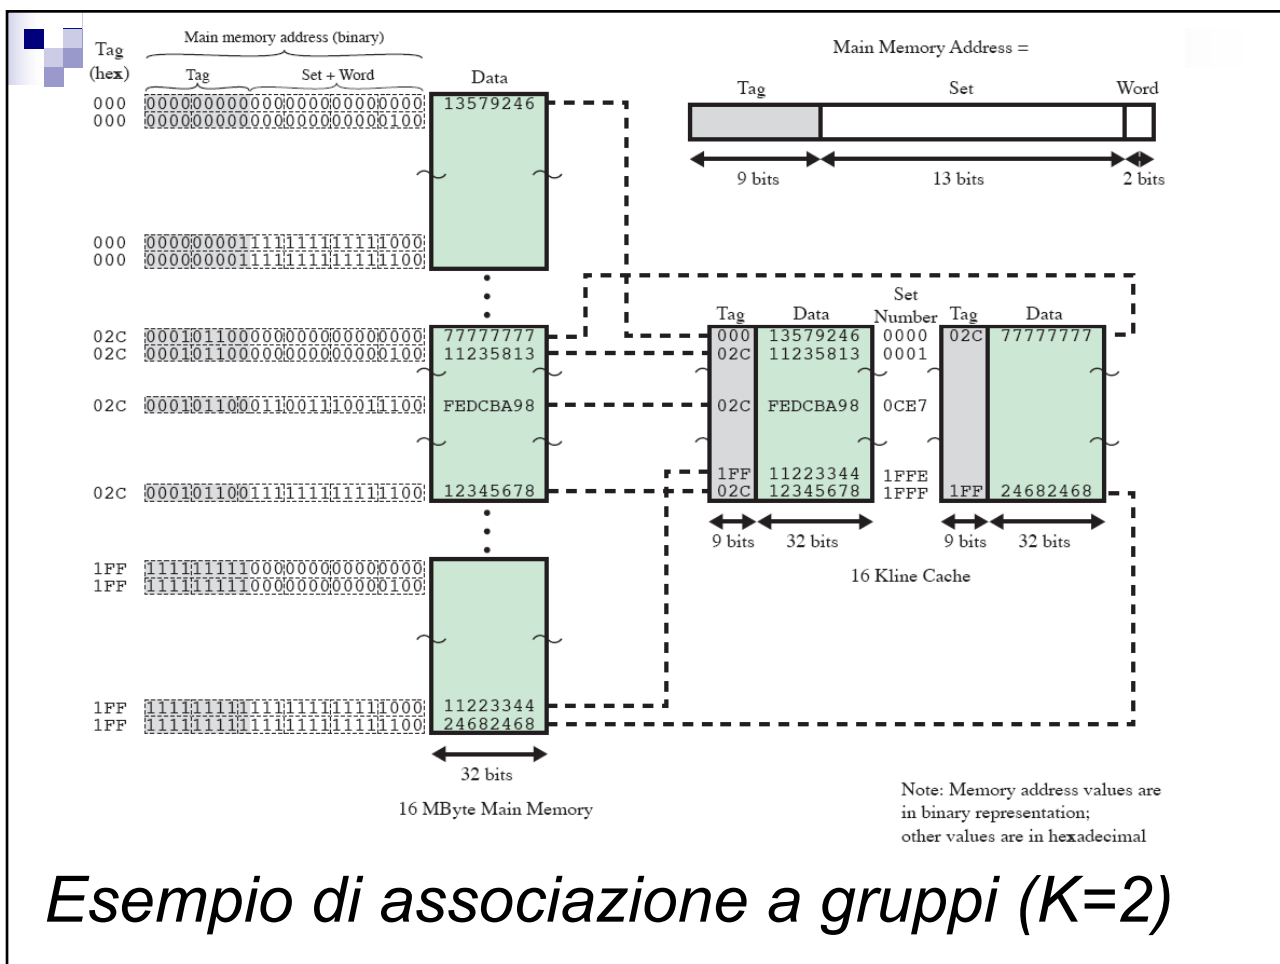 Main memory address (binary)
Tag
(hex)
Tag Set + Word Data
000 000000000000000000000000 13579246
000 000000000000000000000100
000 000000001111111111111000
000 000000001111111111111100
02C 000101100000000000000000 77777777
02C 000101100000000000000100 11235813
02C 000101100011001110011100 FEDCBA98
02C 000101100111111111111100 12345678
1FF 111111111000000000000000
1FF 111111111000000000000100
1FF 111111111111111111111000 11223344
1FF 111111111111111111111100 24682468
32 bits
16 MByte Main Memory
Main Memory Address =
Tag Set Word
9 bits 13 bits 2 bits
Set
Tag Data Number Tag Data
000 13579246 0000 02C 77777777
02C 11235813 0001
02C FEDCBA98 0CE7
1FF 11223344 1FFE
02C 12345678 1FFF 1FF 24682468
9 bits 32 bits 9 bits 32 bits
16 Kline Cache
Note: Memory address values are
in binary representation;
other values are in hexadecimal
Esempio di associazione a gruppi (K=2)